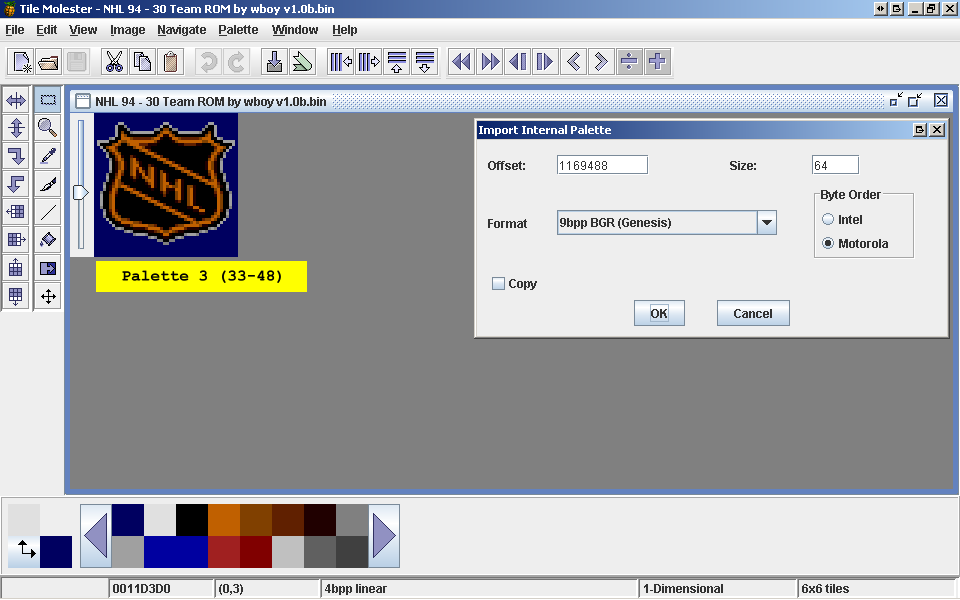 Tile Molester - NHL 94 - 30 Team ROM by wboy v1.0b.bin
File Edit View Image Navigate Palette Window Help
NHL 94 - 30 Team ROM by wboy v1.0b.bin
NHL
Palette 3 (33-48)
Import Internal Palette
Offset: 1169488 Size: 64
Byte Order
Format 9bpp BGR (Genesis) Intel
Motorola
Copy
OK Cancel
0011D3D0 (0,3) 4bpp linear 1-Dimensional 6x6 tiles